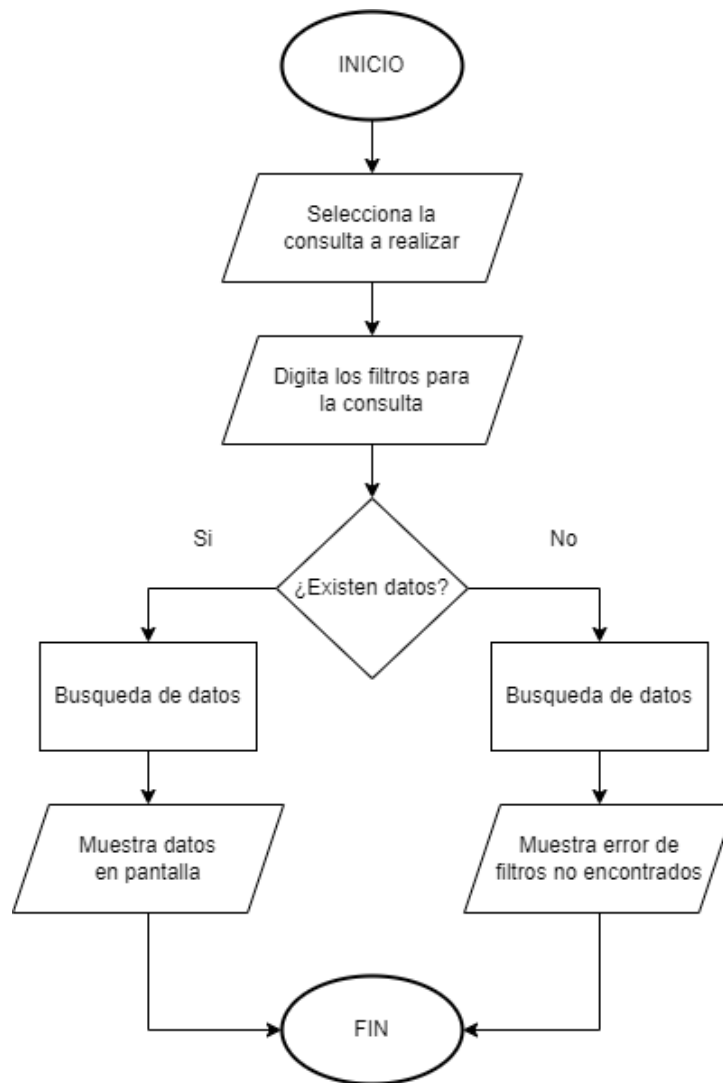 INICIO
Selecciona la
consulta a realizar
Digita los filtros para
la consulta
Si
No
¿Existen datos?
Busqueda de datos
Busqueda de datos
Muestra datos
en pantalla
Muestra error de
filtros no encontrados
FIN